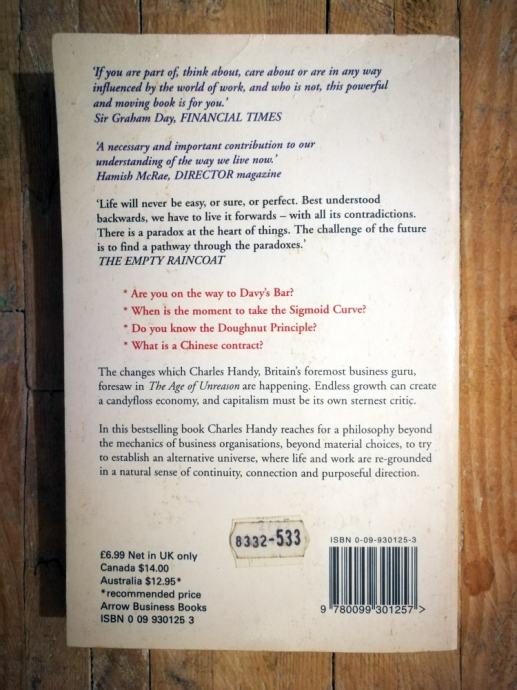 ‘If you are part of, think about, care about or are in any way
influenced by the world of work, and who is not, this powerful
and moving book is for you.’
Sir Graham Day, FINANCIAL TIMES
‘A necessary and important contribution to our
understanding of the way we live now.’
Hamish McRae, DIRECTOR magazine
‘Life will never be easy, or sure, or perfect. Best understood
backwards, we have to live it forwards – with all its contradictions.
There is a paradox at the heart of things. The challenge of the future
is to find a pathway through the paradoxes.’
THE EMPTY RAINCOAT
* Are you on the way to Davy's Bar?
* When is the moment to take the Sigmoid Curve?
* Do you know the Doughnut Principle?
* What is a Chinese contract?
The changes which Charles Handy, Britain's foremost business guru,
foresaw in The Age of Unreason are happening. Endless growth can create
a candyfloss economy, and capitalism must be its own sternest critic.
In this bestselling book Charles Handy reaches for a philosophy beyond
the mechanics of business organisations, beyond material choices, to try
to establish an alternative universe, where life and work are re-grounded
in a natural sense of continuity, connection and purposeful direction.
8332-533
£6.99 Net in UK only
Canada $14.00
Australia $12.95*
*recommended price
Arrow Business Books
ISBN 0 09 930125 3
ISBN 0-09-930125-3
9 780099 301257 >